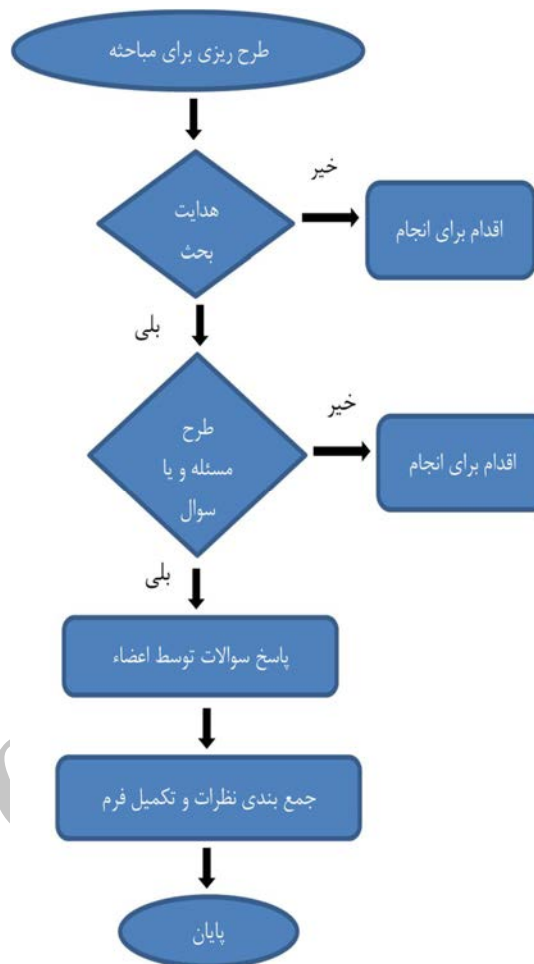 طرح ریزی برای مباحثه
هدایت
بحث
خیر
اقدام برای انجام
بلی
طرح
مسئله و یا
سوال
خیر
اقدام برای انجام
بلی
پاسخ سوالات توسط اعضاء
جمع بندی نظرات و تکمیل فرم
پایان